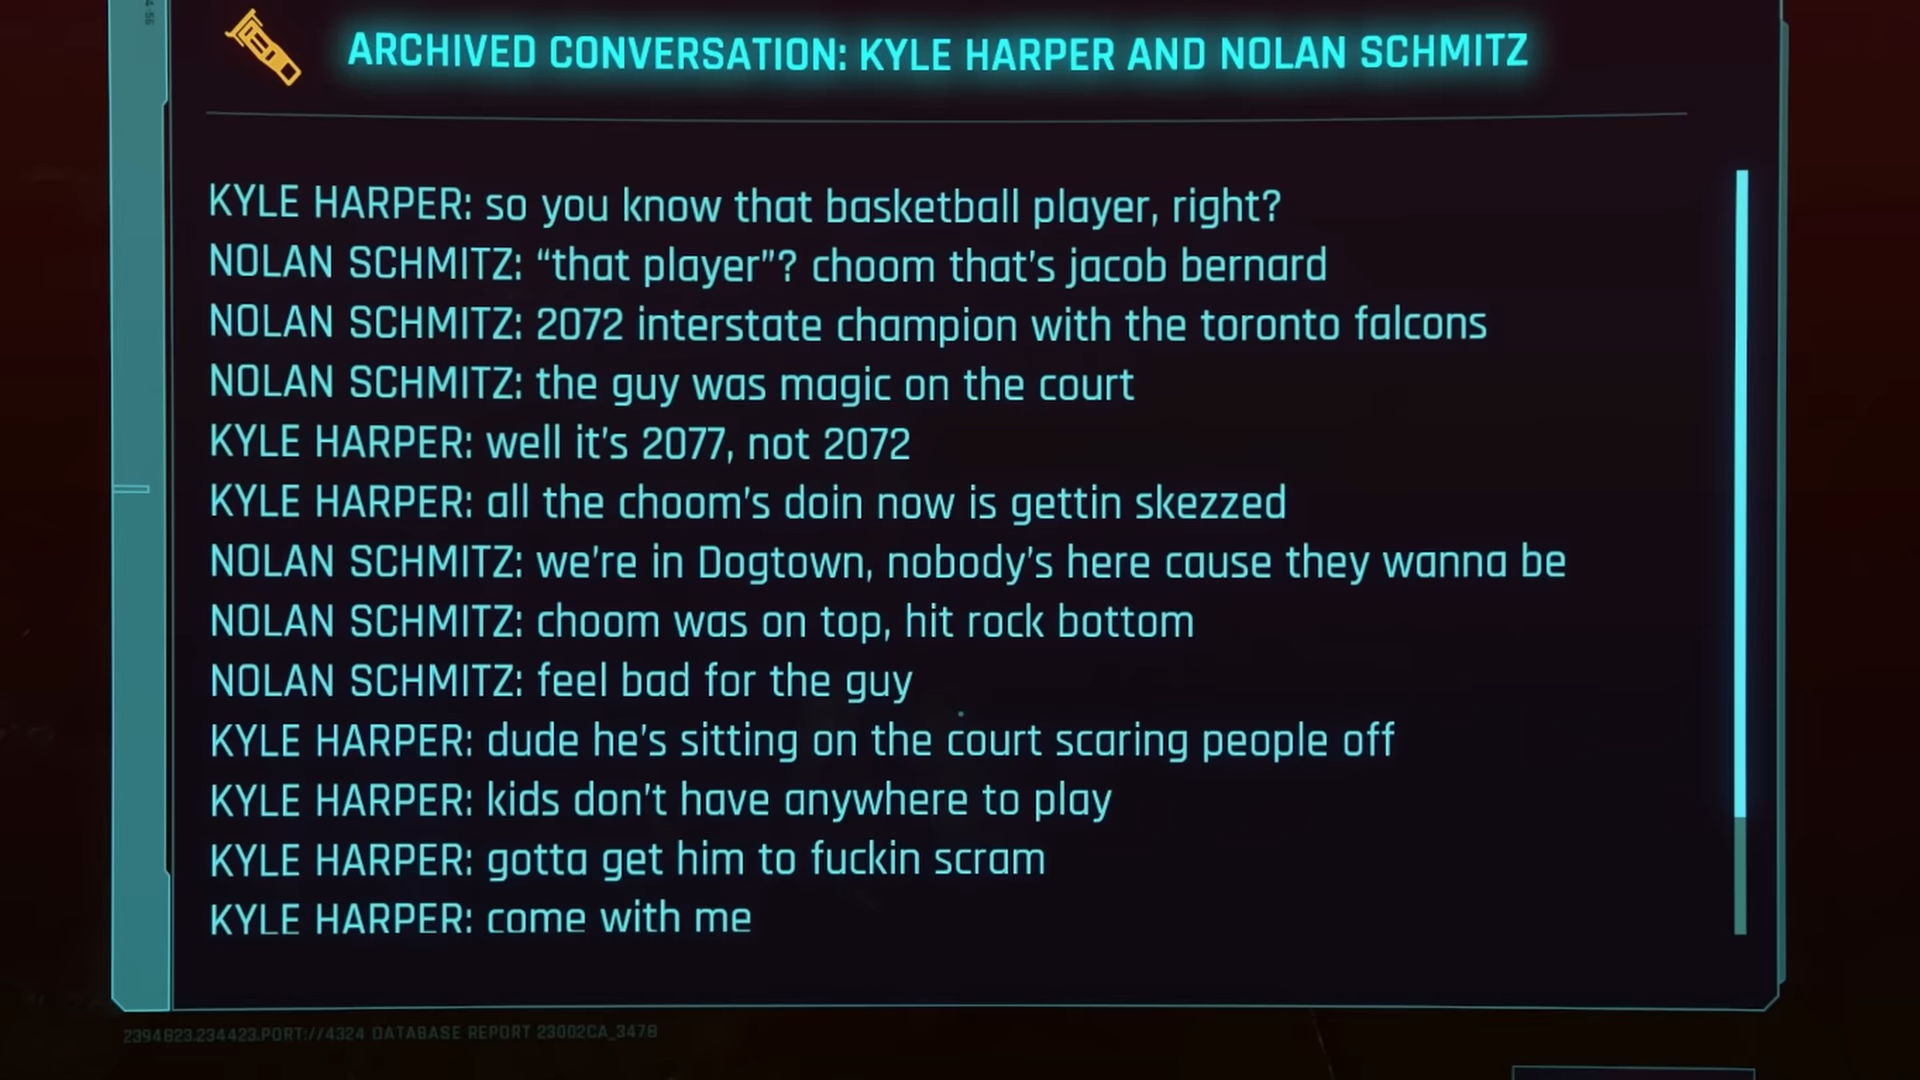 ARCHIVED CONVERSATION: KYLE HARPER AND NOLAN SCHMITZ
KYLE HARPER: so you know that basketball player, right?
NOLAN SCHMITZ: “that player”? choom that’s jacob bernard
NOLAN SCHMITZ: 2072 interstate champion with the toronto falcons
NOLAN SCHMITZ: the guy was magic on the court
KYLE HARPER: well it’s 2077, not 2072
KYLE HARPER: all the choom’s doin now is gettin skezzed
NOLAN SCHMITZ: we’re in Dogtown, nobody’s here cause they wanna be
NOLAN SCHMITZ: choom was on top, hit rock bottom
NOLAN SCHMITZ: feel bad for the guy
KYLE HARPER: dude he’s sitting on the court scaring people off
KYLE HARPER: kids don’t have anywhere to play
KYLE HARPER: gotta get him to fuckin scram
KYLE HARPER: come with me
2394823.234423.PORT://4324 DATABASE REPORT 23002CA_3478